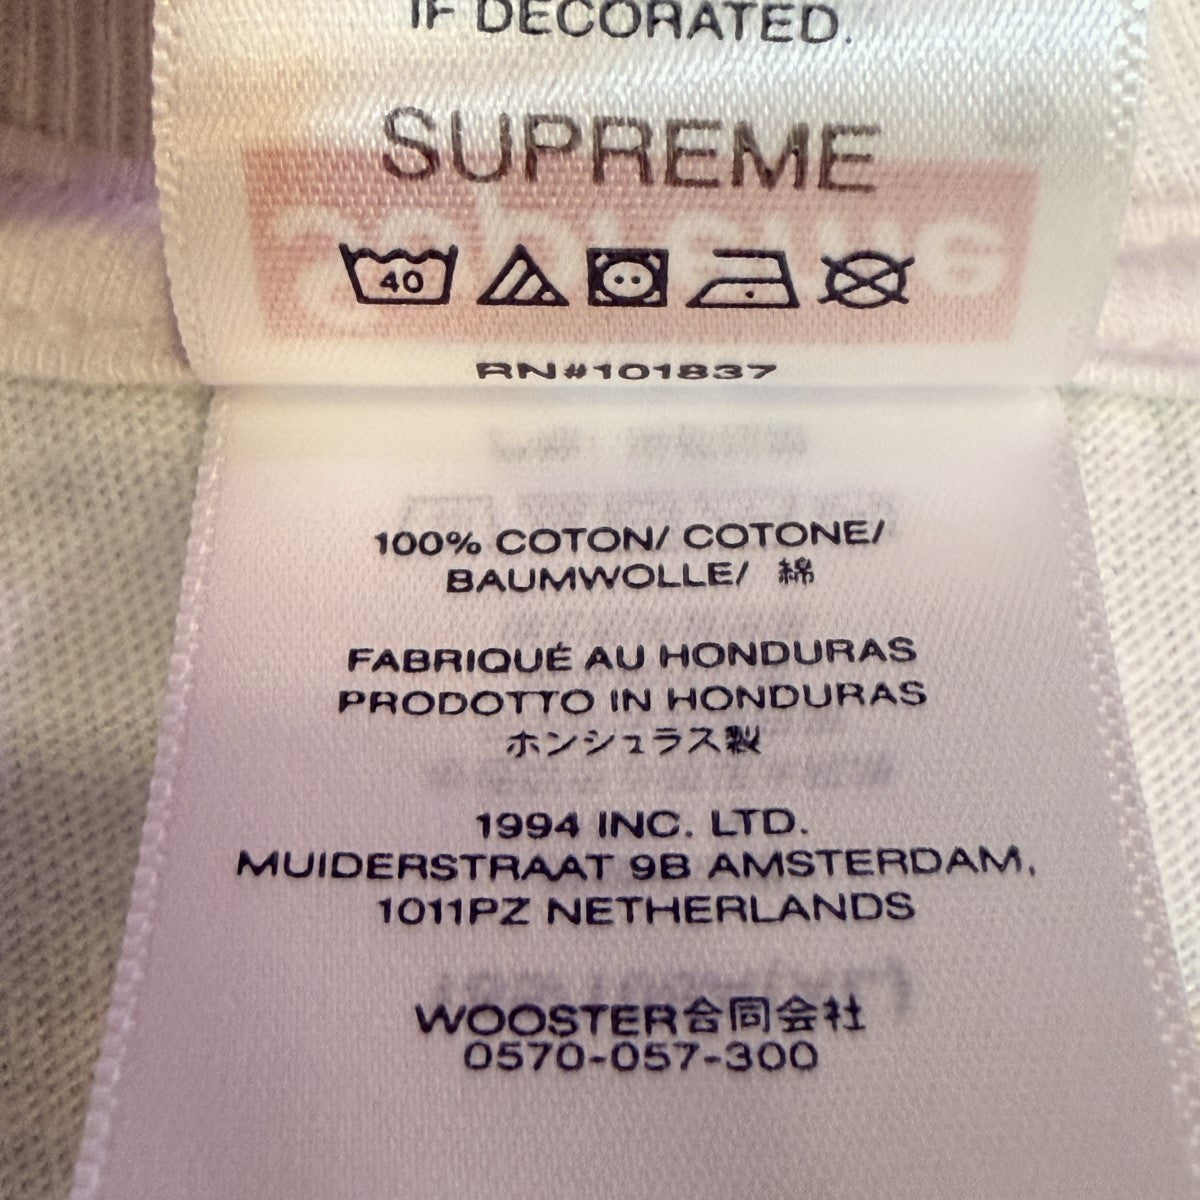 IF DECORATED.
SUPREME
40
RN#101837
100% COTON/ COTONE/
BAUMWOLLE/ 綿
FABRIQUÉ AU HONDURAS
PRODOTTO IN HONDURAS
ホンジュラス製
1994 INC. LTD.
MUIDERSTRAAT 9B AMSTERDAM,
1011PZ NETHERLANDS
WOOSTER合同会社
0570-057-300